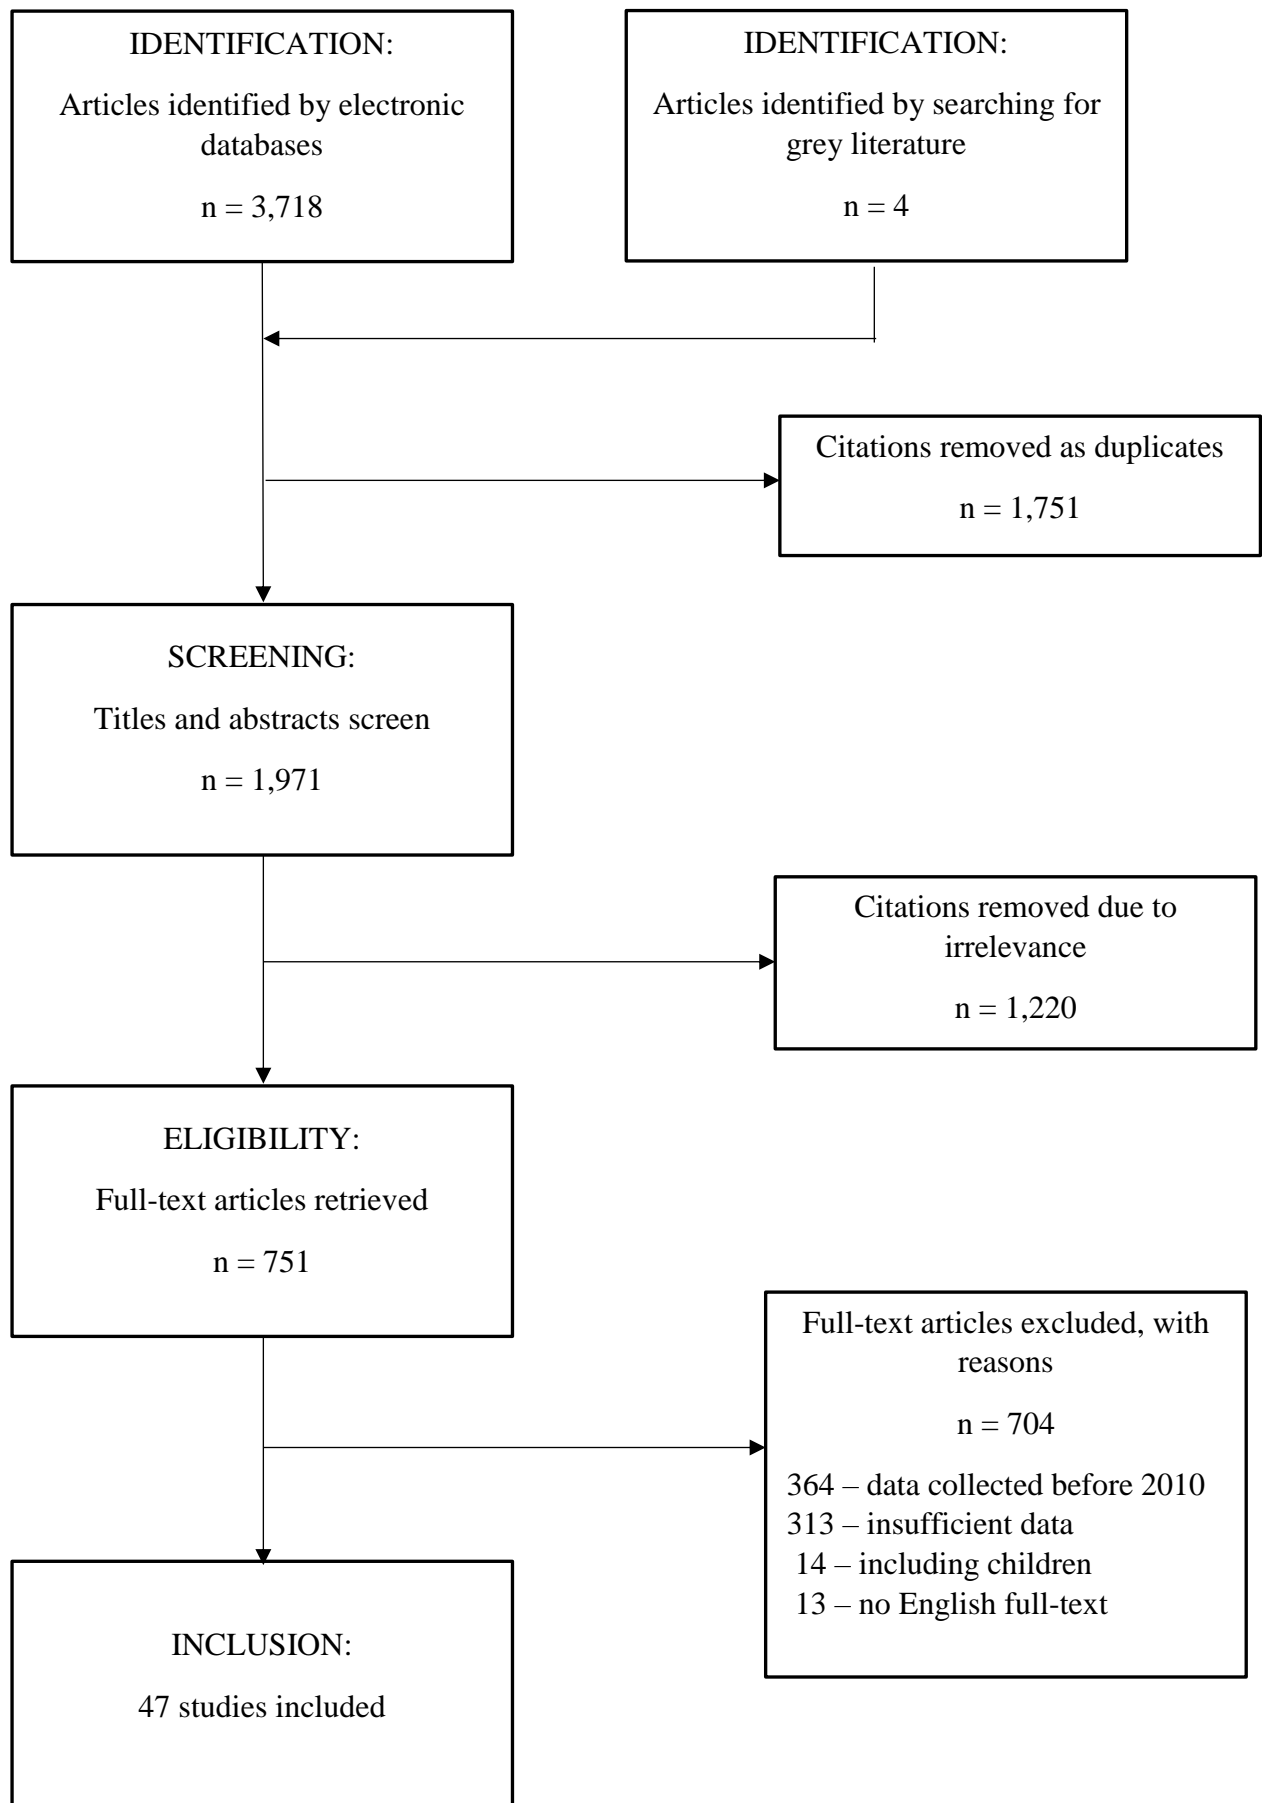 IDENTIFICATION:
Articles identified by electronic
databases
n = 3,718
IDENTIFICATION:
Articles identified by searching for
grey literature
n = 4
Citations removed as duplicates
n = 1,751
SCREENING:
Titles and abstracts screen
n = 1,971
Citations removed due to
irrelevance
n = 1,220
ELIGIBILITY:
Full-text articles retrieved
n = 751
Full-text articles excluded, with
reasons
n = 704
364 – data collected before 2010
313 – insufficient data
14 – including children
13 – no English full-text
INCLUSION:
47 studies included